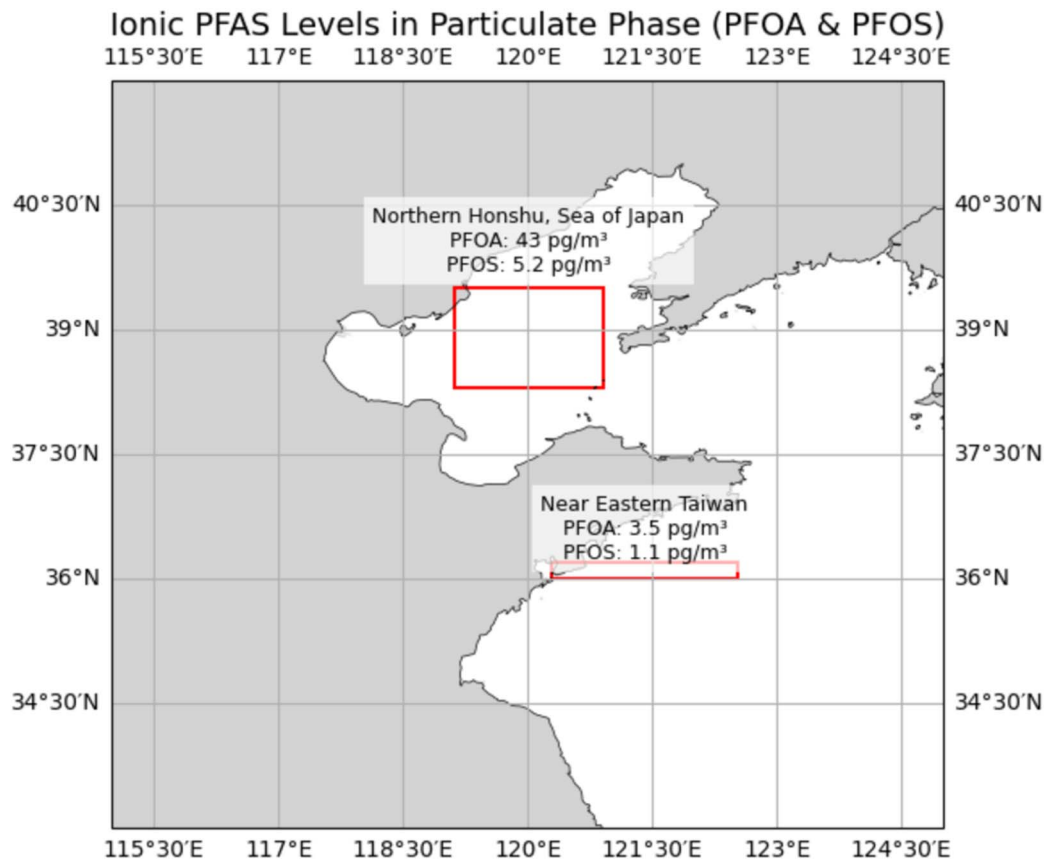 Ionic PFAS Levels in Particulate Phase (PFOA & PFOS)
115°30′E 117°E 118°30′E 120°E 121°30′E 123°E 124°30′E
40°30′N 40°30′N
Northern Honshu, Sea of Japan
PFOA: 43 pg/m³
PFOS: 5.2 pg/m³
39°N 39°N
37°30′N 37°30′N
Near Eastern Taiwan
PFOA: 3.5 pg/m³
PFOS: 1.1 pg/m³
36°N 36°N
34°30′N 34°30′N
115°30′E 117°E 118°30′E 120°E 121°30′E 123°E 124°30′E